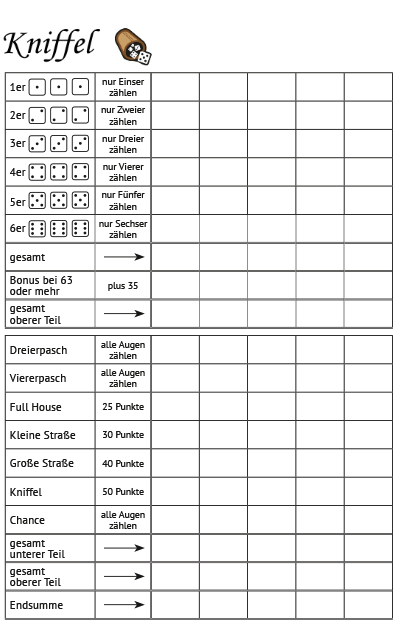 Kniffel
1er nur Einser
zählen
2er nur Zweier
zählen
3er nur Dreier
zählen
4er nur Vierer
zählen
5er nur Fünfer
zählen
6er nur Sechser
zählen
gesamt
Bonus bei 63
oder mehr plus 35
gesamt
oberer Teil
Dreierpasch alle Augen
zählen
Viererpasch alle Augen
zählen
Full House 25 Punkte
Kleine Straße 30 Punkte
Große Straße 40 Punkte
Kniffel 50 Punkte
Chance alle Augen
zählen
gesamt
unterer Teil
gesamt
oberer Teil
Endsumme